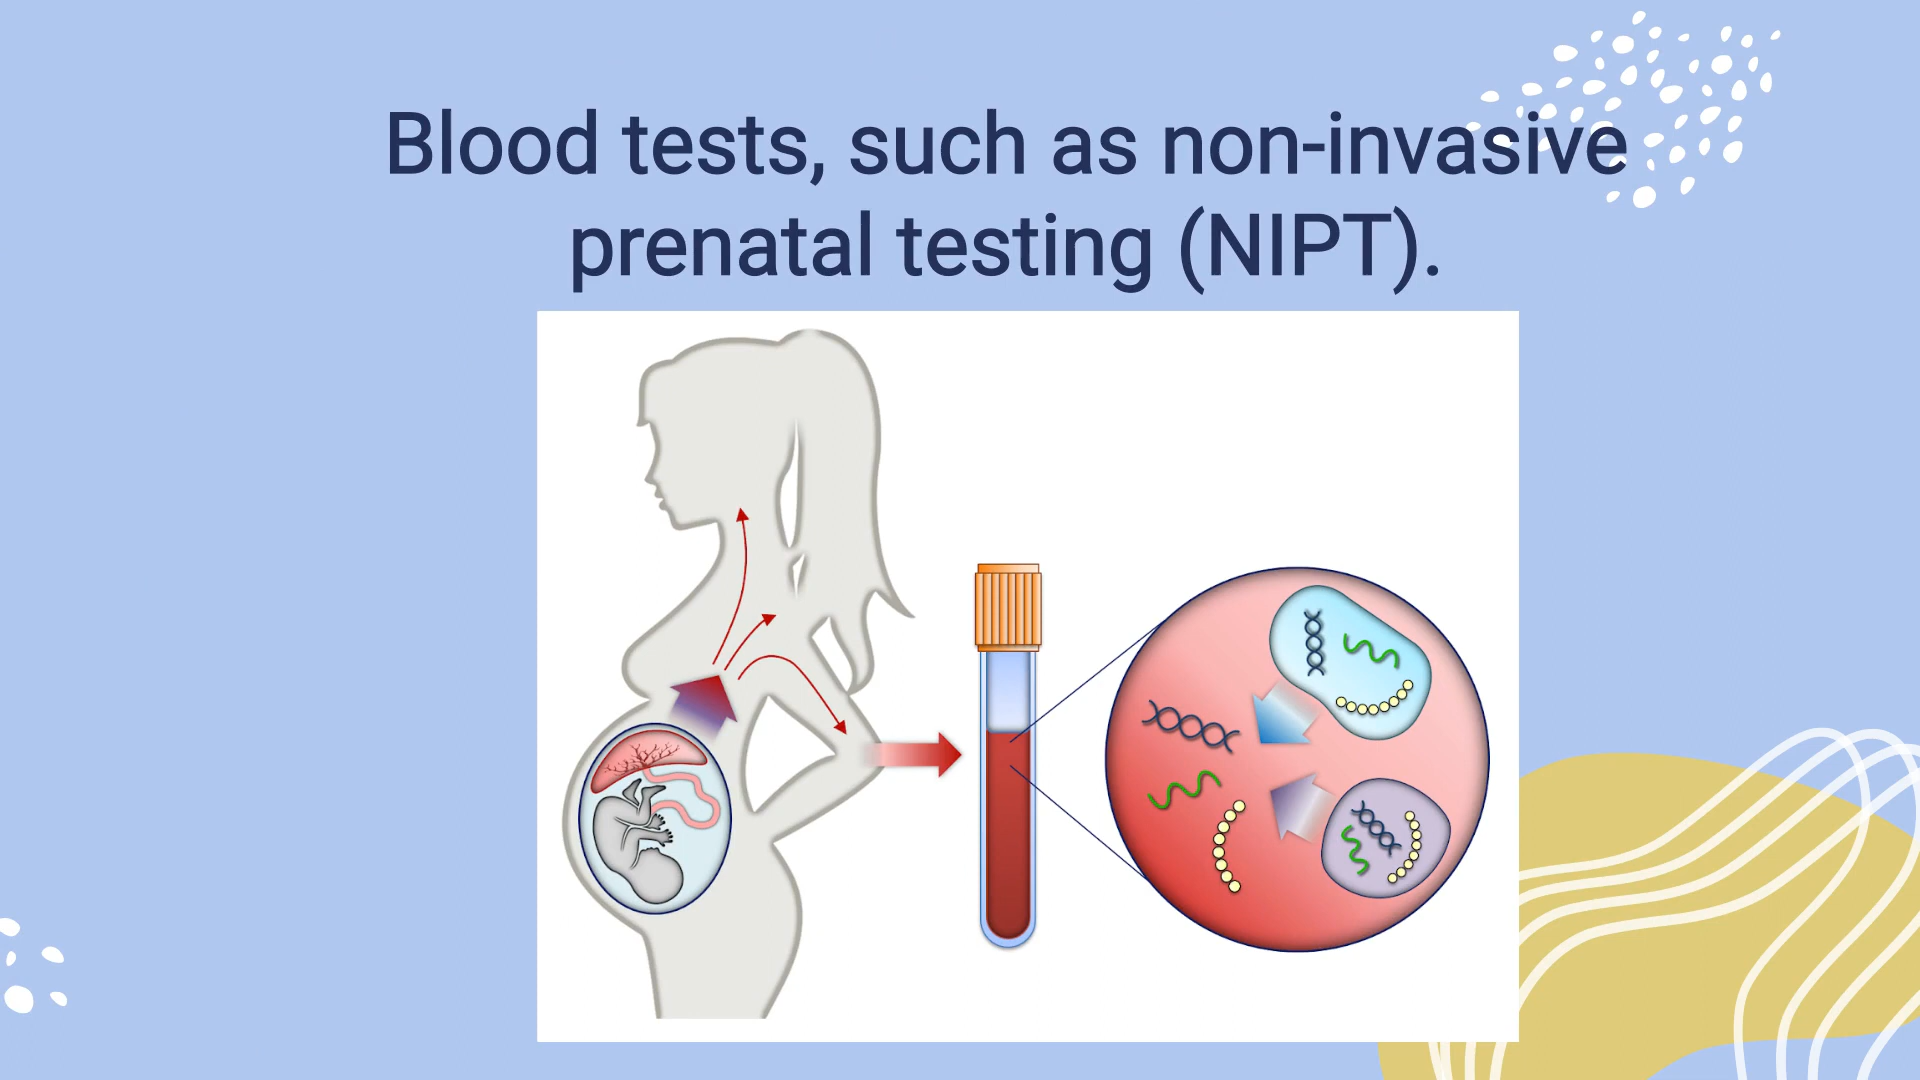 Blood tests, such as non-invasive
prenatal testing (NIPT).